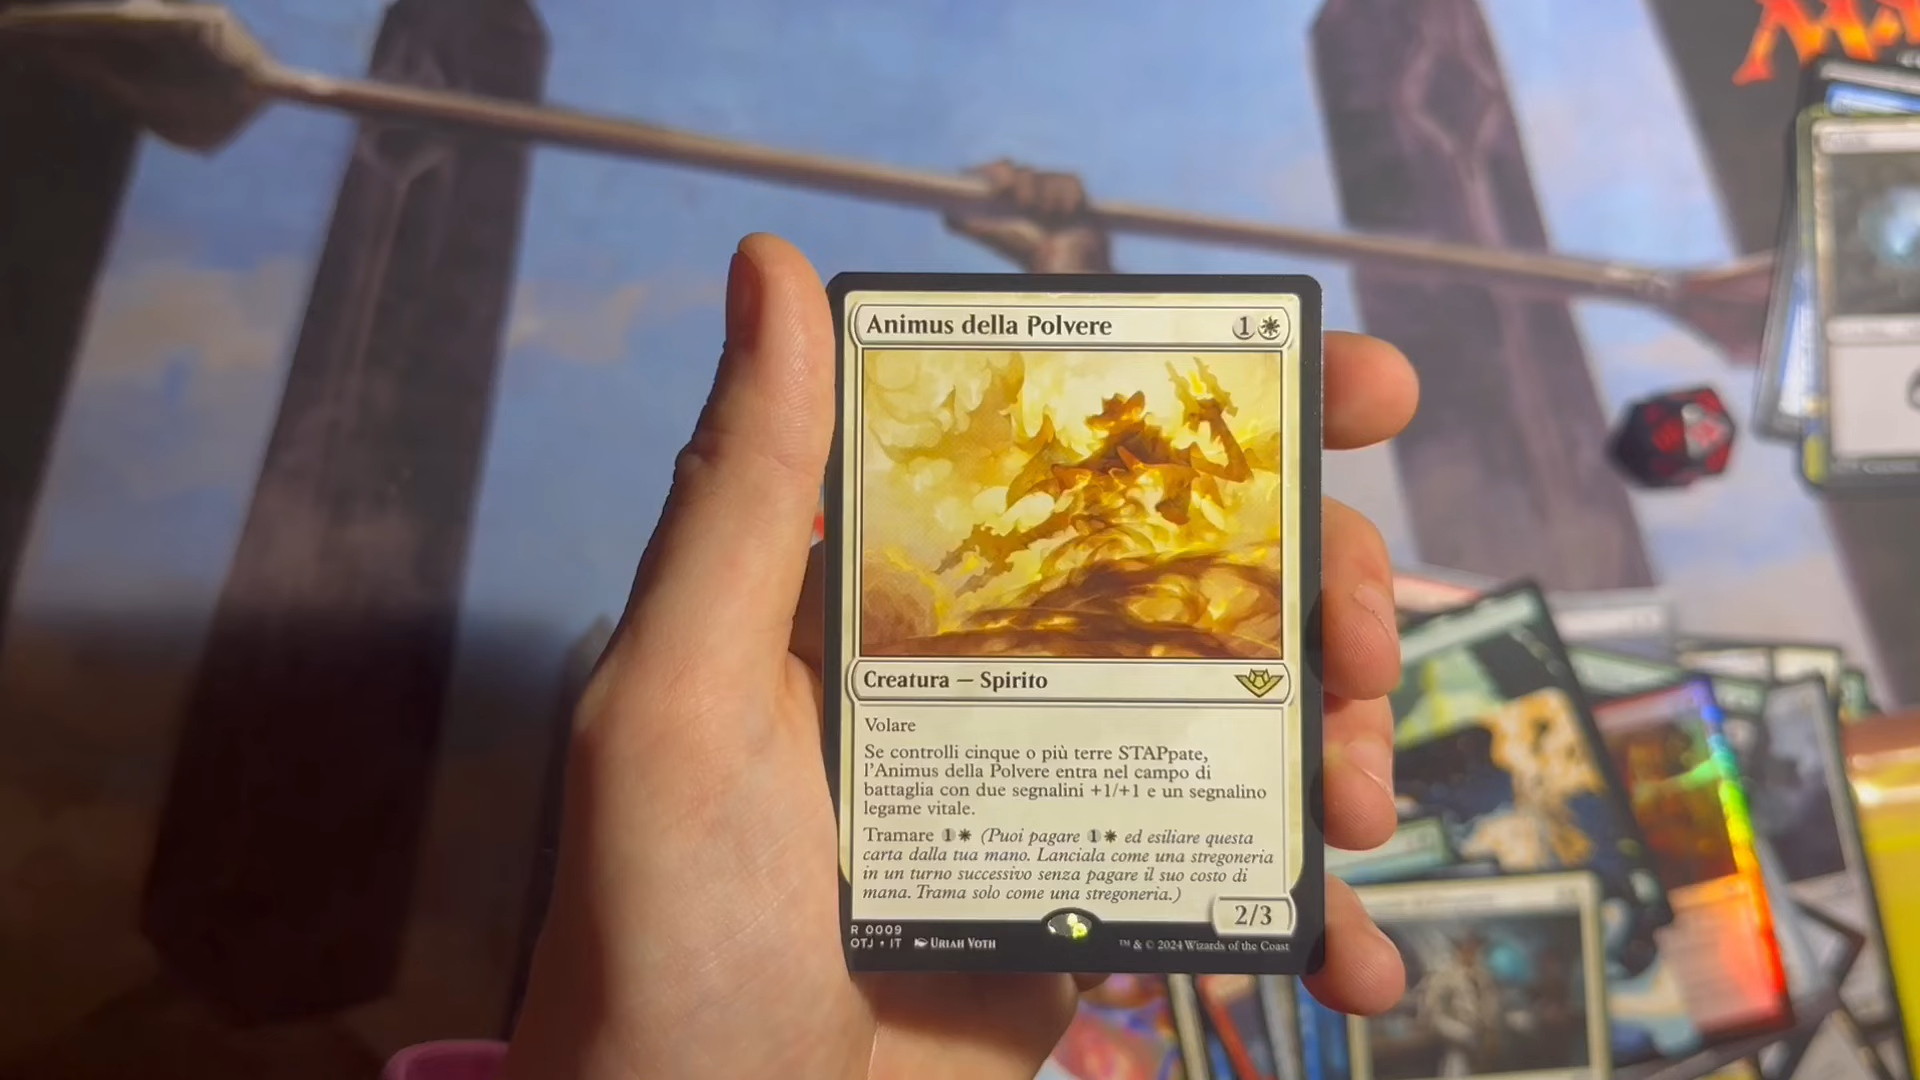 Animus della Polvere 1
Creatura — Spirito
Volare
Se controlli cinque o più terre STAPpate,
l'Animus della Polvere entra nel campo di
battaglia con due segnalini +1/+1 e un segnalino
legame vitale.
Tramare 1 (Puoi pagare 1 ed esiliare questa
carta dalla tua mano. Lanciala come una stregoneria
in un turno successivo senza pagare il suo costo di
mana. Trama solo come una stregoneria.)
2/3
R 0009
OTJ • IT Uriah Voth
™ & © 2024 Wizards of the Coast